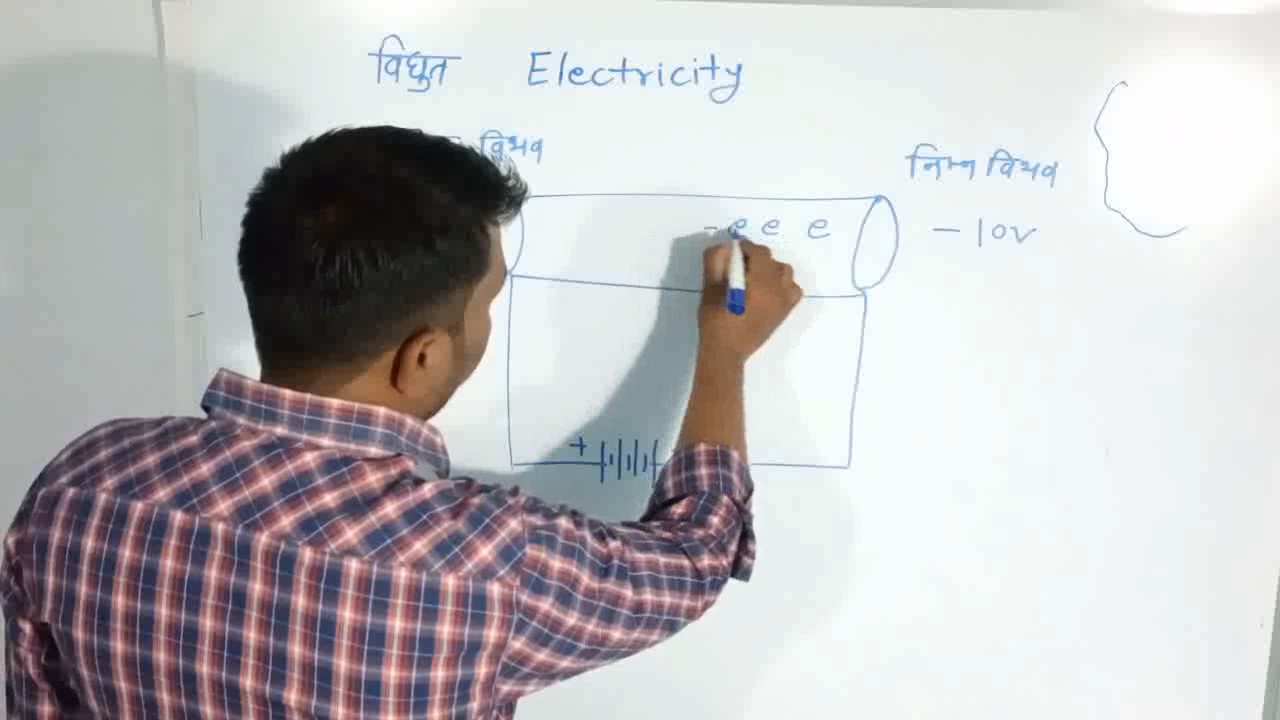 विधुत Electricity
विभव
निम्न विभव
- e e e
- 10v
+